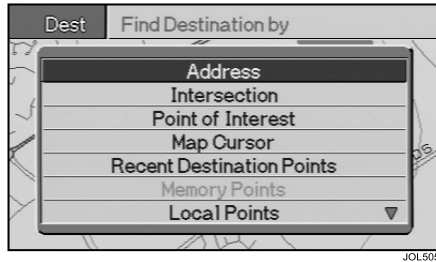 Dest Find Destination by
Address
Intersection
Point of Interest
Map Cursor
Recent Destination Points
Memory Points
Local Points